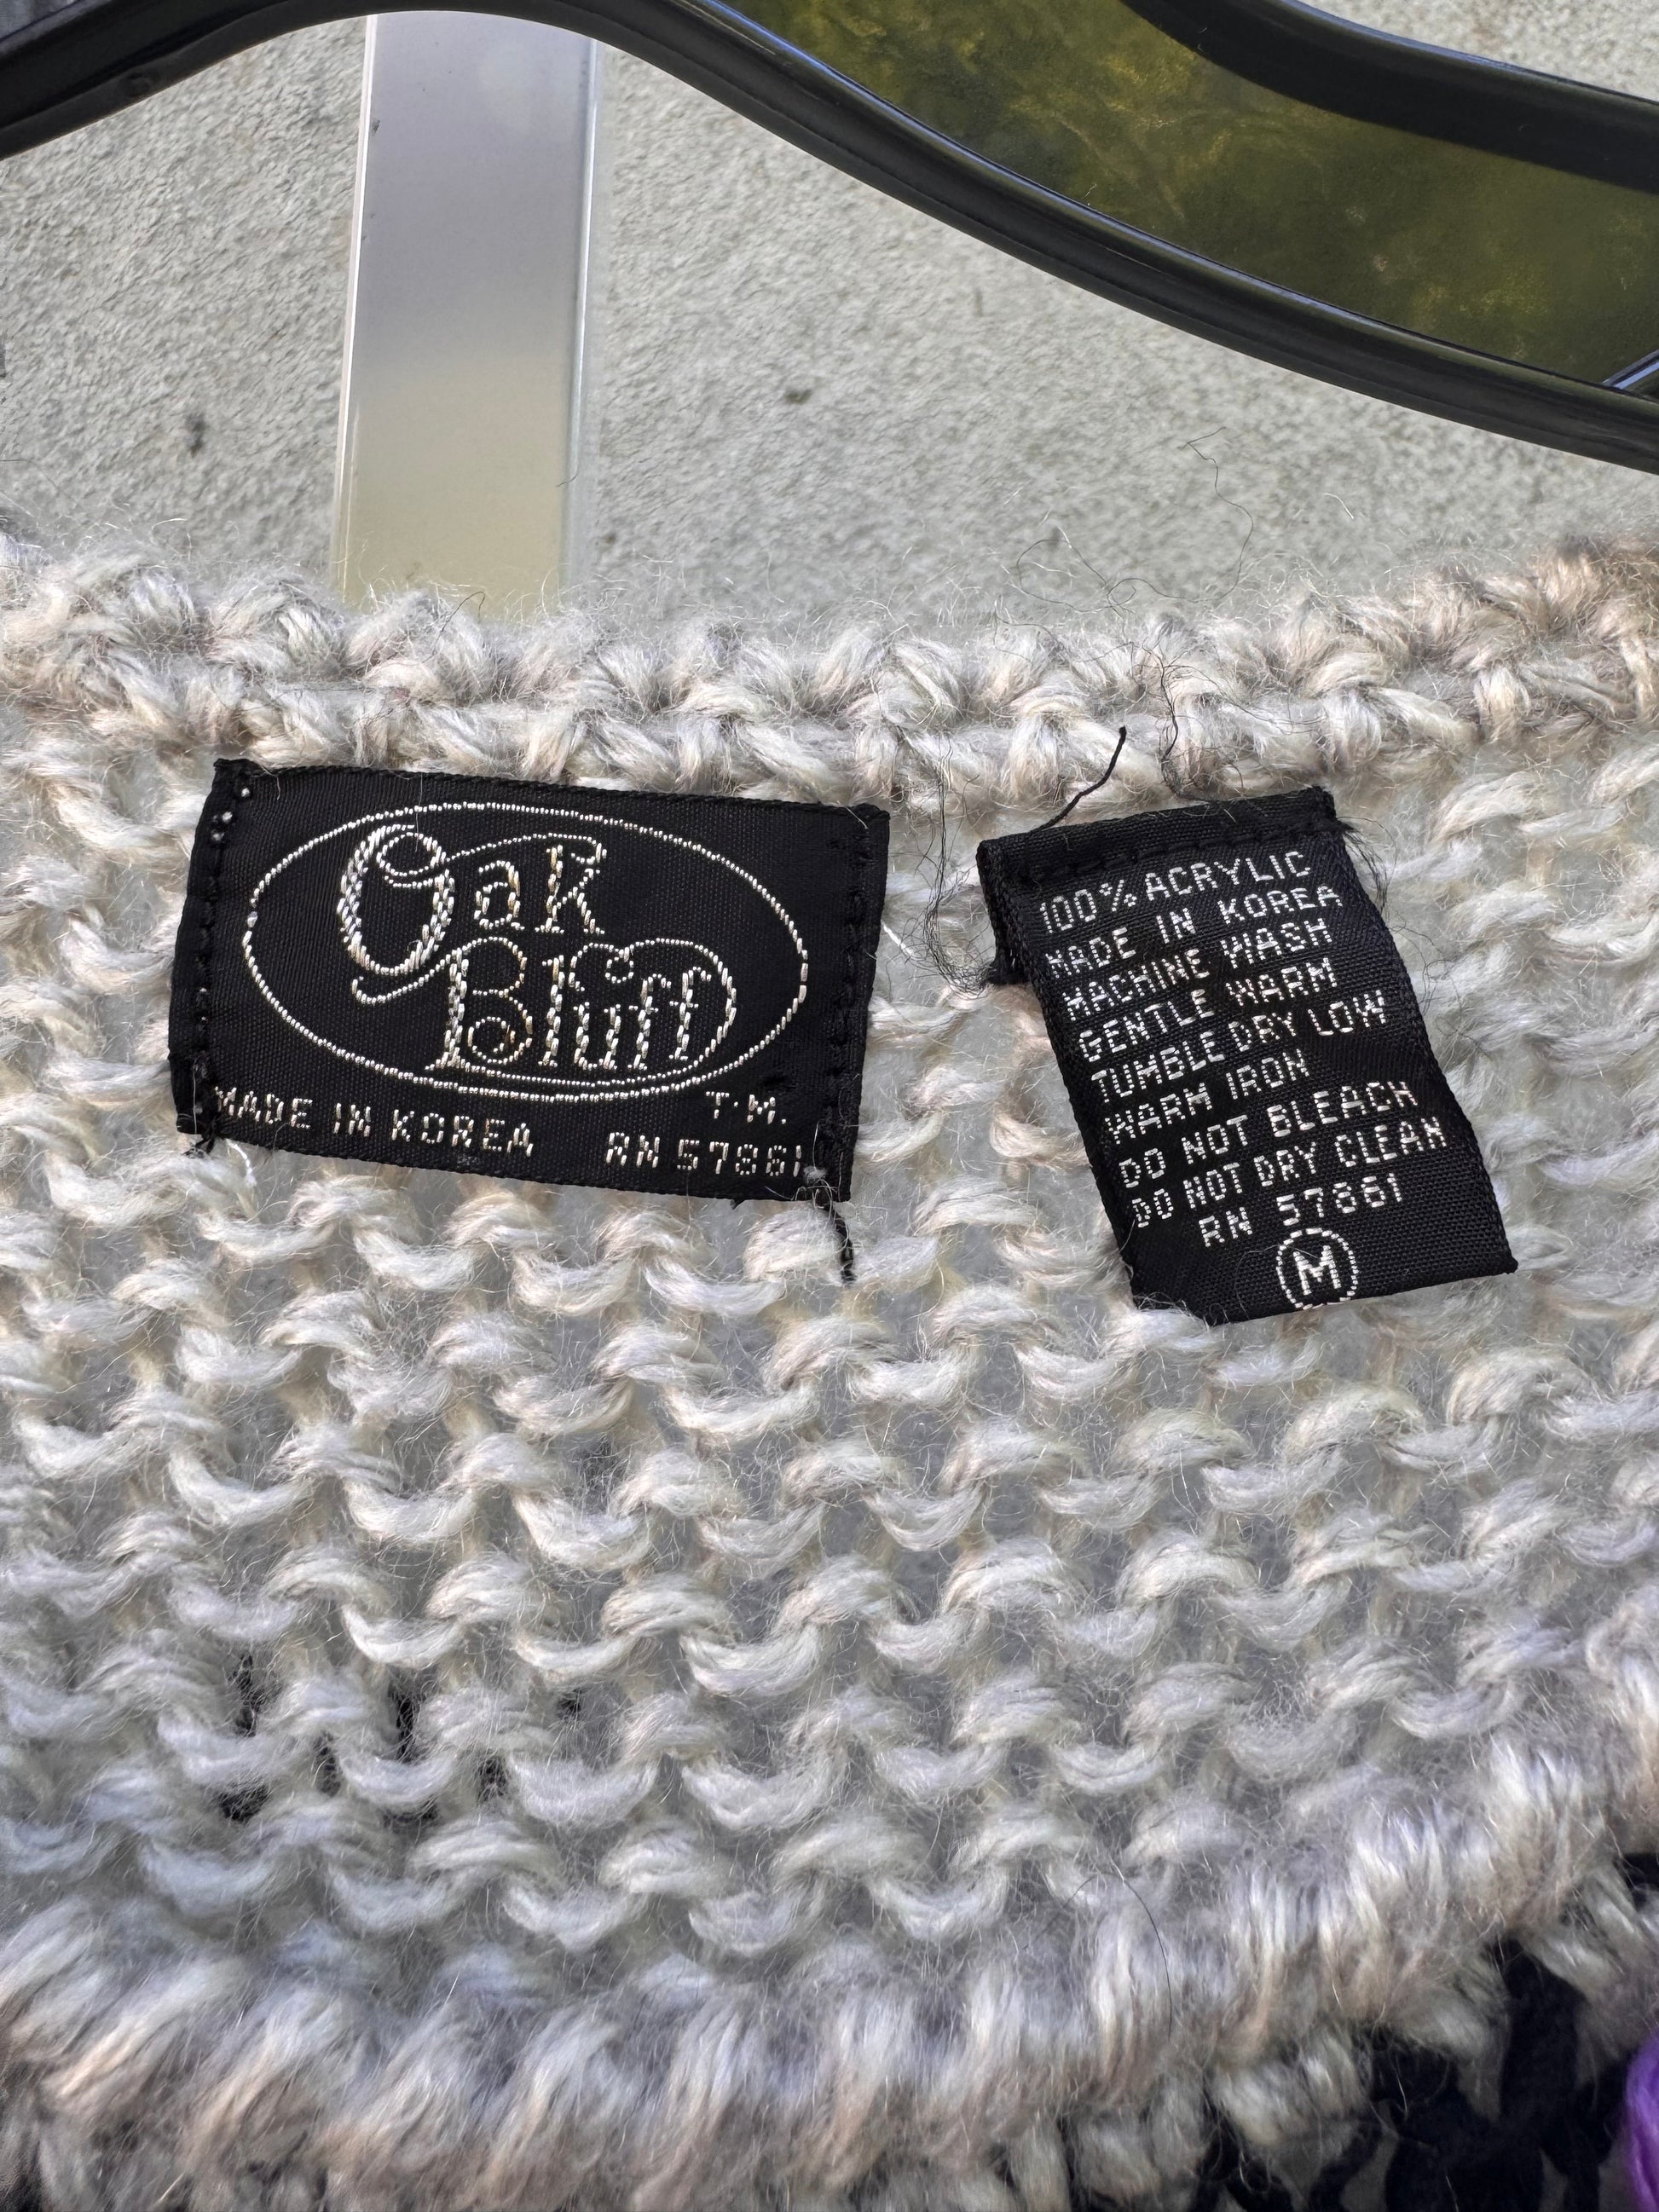 Oak
Bluff
T.M.
MADE IN KOREA RN 57861
100% ACRYLIC
MADE IN KOREA
MACHINE WASH
GENTLE WARM
TUMBLE DRY LOW
WARM IRON
DO NOT BLEACH
DO NOT DRY CLEAN
RN 57861
M